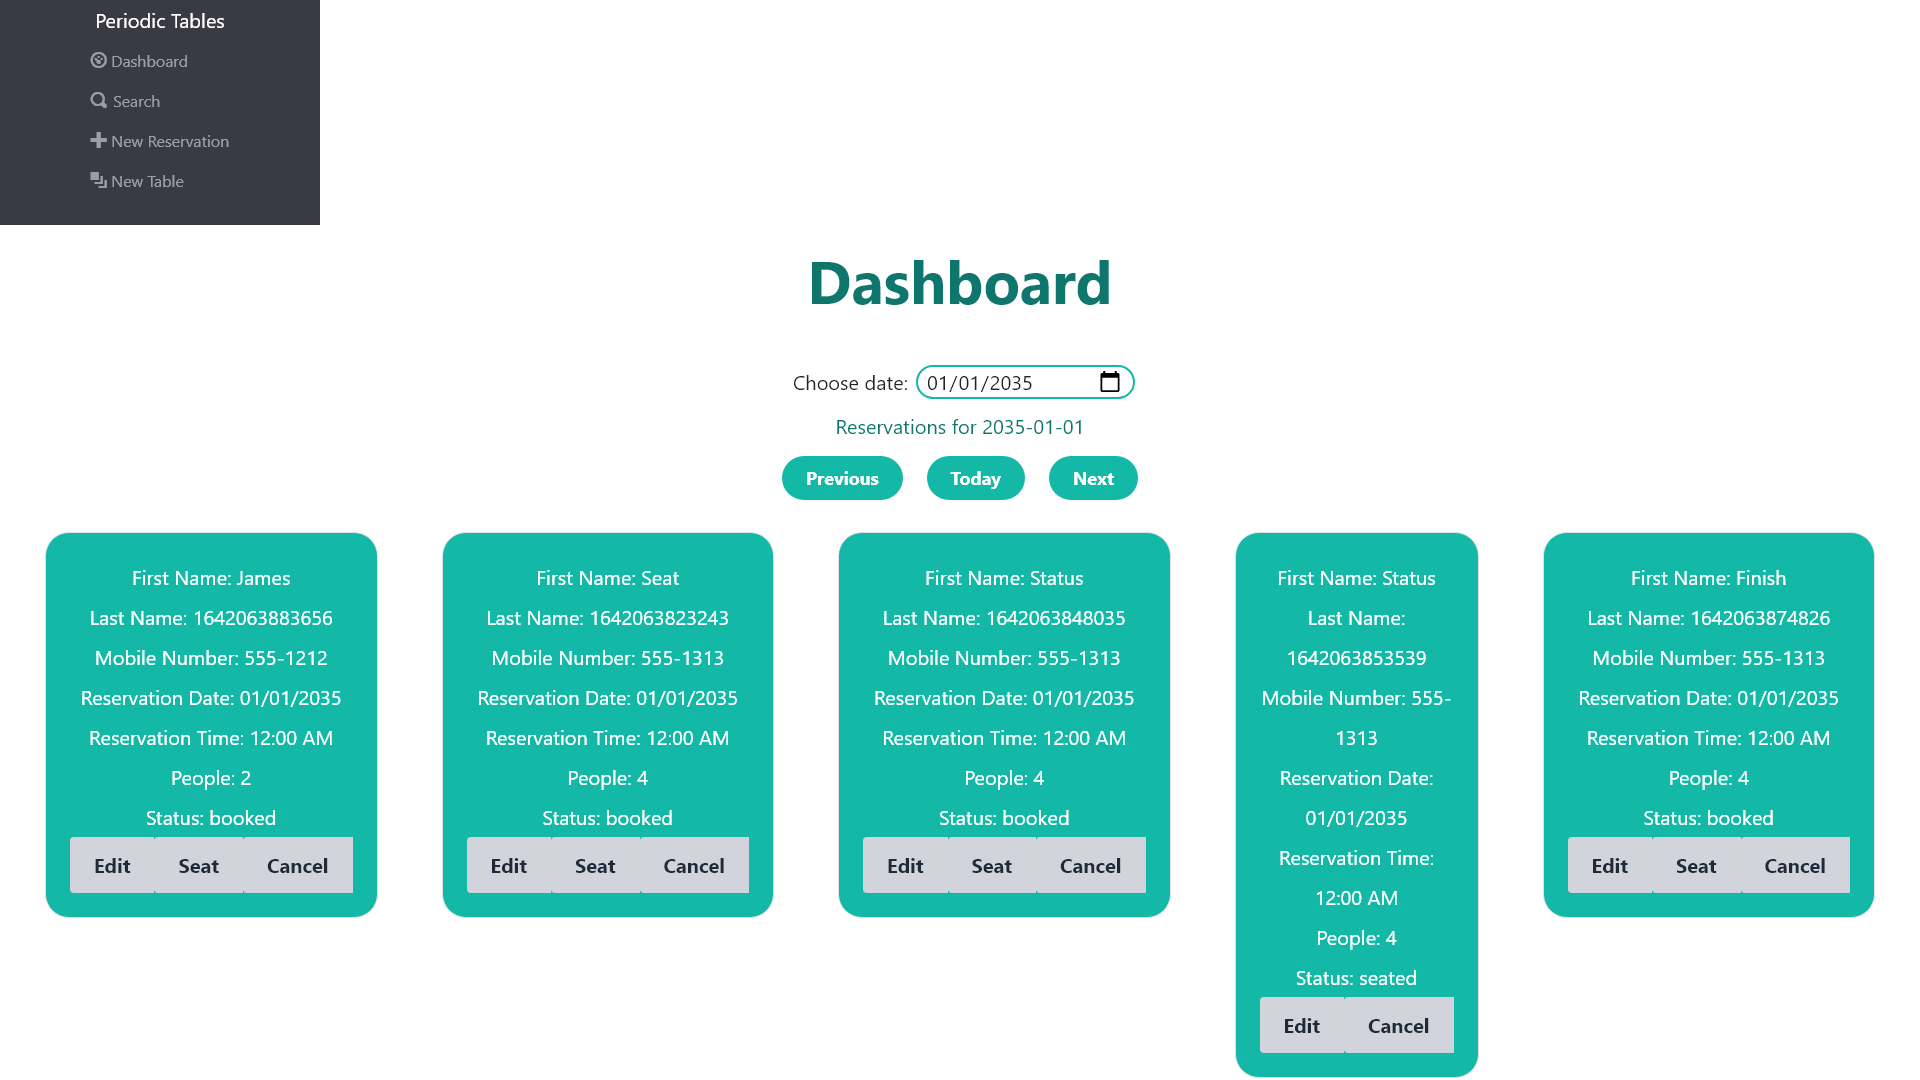 Periodic Tables
Dashboard
Search
New Reservation
New Table
Dashboard
Choose date: 01/01/2035
Reservations for 2035-01-01
Previous
Today
Next
First Name: James
Last Name: 1642063883656
Mobile Number: 555-1212
Reservation Date: 01/01/2035
Reservation Time: 12:00 AM
People: 2
Status: booked
Edit
Seat
Cancel
First Name: Seat
Last Name: 1642063823243
Mobile Number: 555-1313
Reservation Date: 01/01/2035
Reservation Time: 12:00 AM
People: 4
Status: booked
Edit
Seat
Cancel
First Name: Status
Last Name: 1642063848035
Mobile Number: 555-1313
Reservation Date: 01/01/2035
Reservation Time: 12:00 AM
People: 4
Status: booked
Edit
Seat
Cancel
First Name: Status
Last Name:
1642063853539
Mobile Number: 555-
1313
Reservation Date:
01/01/2035
Reservation Time:
12:00 AM
People: 4
Status: seated
Edit
Cancel
First Name: Finish
Last Name: 1642063874826
Mobile Number: 555-1313
Reservation Date: 01/01/2035
Reservation Time: 12:00 AM
People: 4
Status: booked
Edit
Seat
Cancel